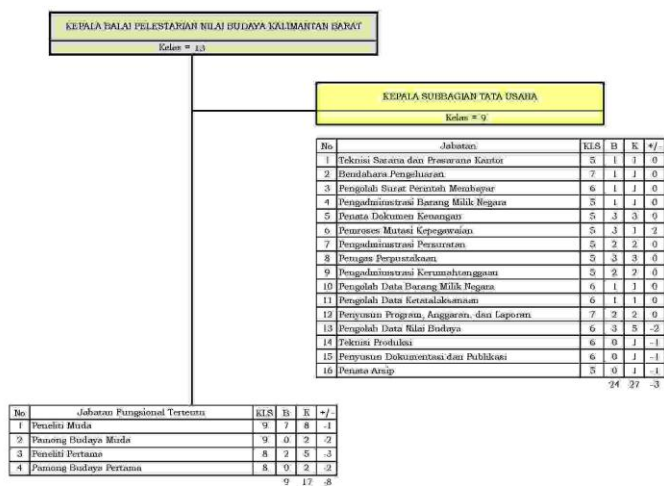 KEPALA BALAI PELESTARIAN NILAI BUDAYA KALIMANTAN BARAT
Kelas = 13
KEPALA SUBBAGIAN TATA USAHA
Kelas = 9
No Jabatan KLS B K +/-
1 Teknisi Sarana dan Prasarana Kantor 5 1 1 0
2 Bendahara Pengeluaran 7 1 1 0
3 Pengolah Surat Perintah Membayar 6 1 1 0
4 Pengadministrasi Barang Milik Negara 5 1 1 0
5 Penata Dokumen Keuangan 5 3 3 0
6 Pemroses Mutasi Kepegawaian 5 3 1 2
7 Pengadministrasi Persuratan 5 2 2 0
8 Petugas Perpustakaan 5 3 3 0
9 Pengadministrasi Kerumahtanggaan 5 2 2 0
10 Pengolah Data Barang Milik Negara 6 1 1 0
11 Pengolah Data Ketatalaksanaan 6 1 1 0
12 Penyusun Program, Anggaran, dan Laporan 7 2 2 0
13 Pengolah Data Nilai Budaya 6 3 5 -2
14 Teknisi Produksi 6 0 1 -1
15 Penyusun Dokumentasi dan Publikasi 6 0 1 -1
16 Penata Arsip 5 0 1 -1
24 27 -3
No Jabatan Fungsional Tertentu KLS B K +/-
1 Peneliti Muda 9 7 8 -1
2 Pamong Budaya Muda 9 0 2 -2
3 Peneliti Pertama 8 2 5 -3
4 Pamong Budaya Pertama 8 0 2 -2
9 17 -8